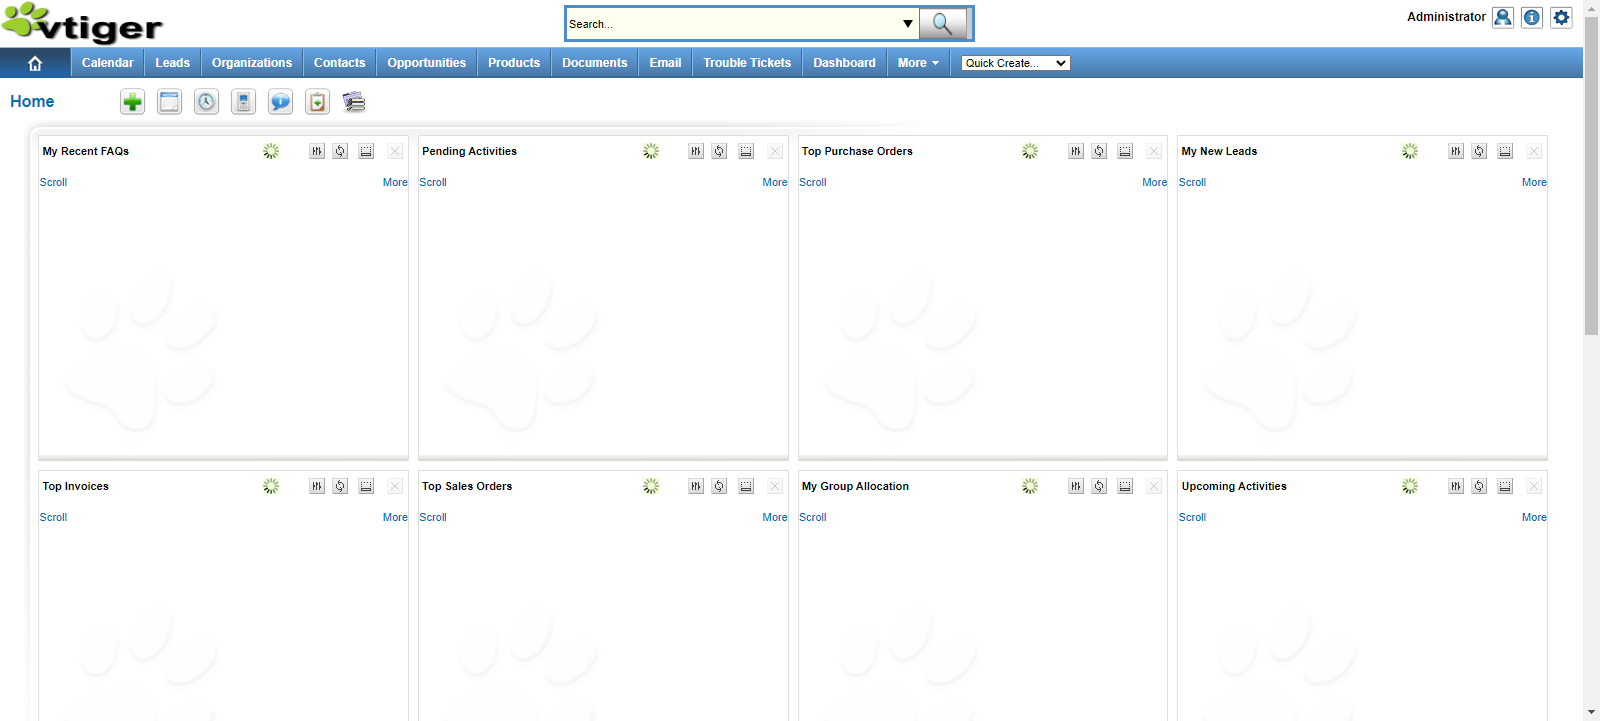 vtiger
Search...
Administrator
Calendar Leads Organizations Contacts Opportunities Products Documents Email Trouble Tickets Dashboard More Quick Create...
Home
My Recent FAQs
Scroll More
Pending Activities
Scroll More
Top Purchase Orders
Scroll More
My New Leads
Scroll More
Top Invoices
Scroll More
Top Sales Orders
Scroll More
My Group Allocation
Scroll
Upcoming Activities
Scroll More